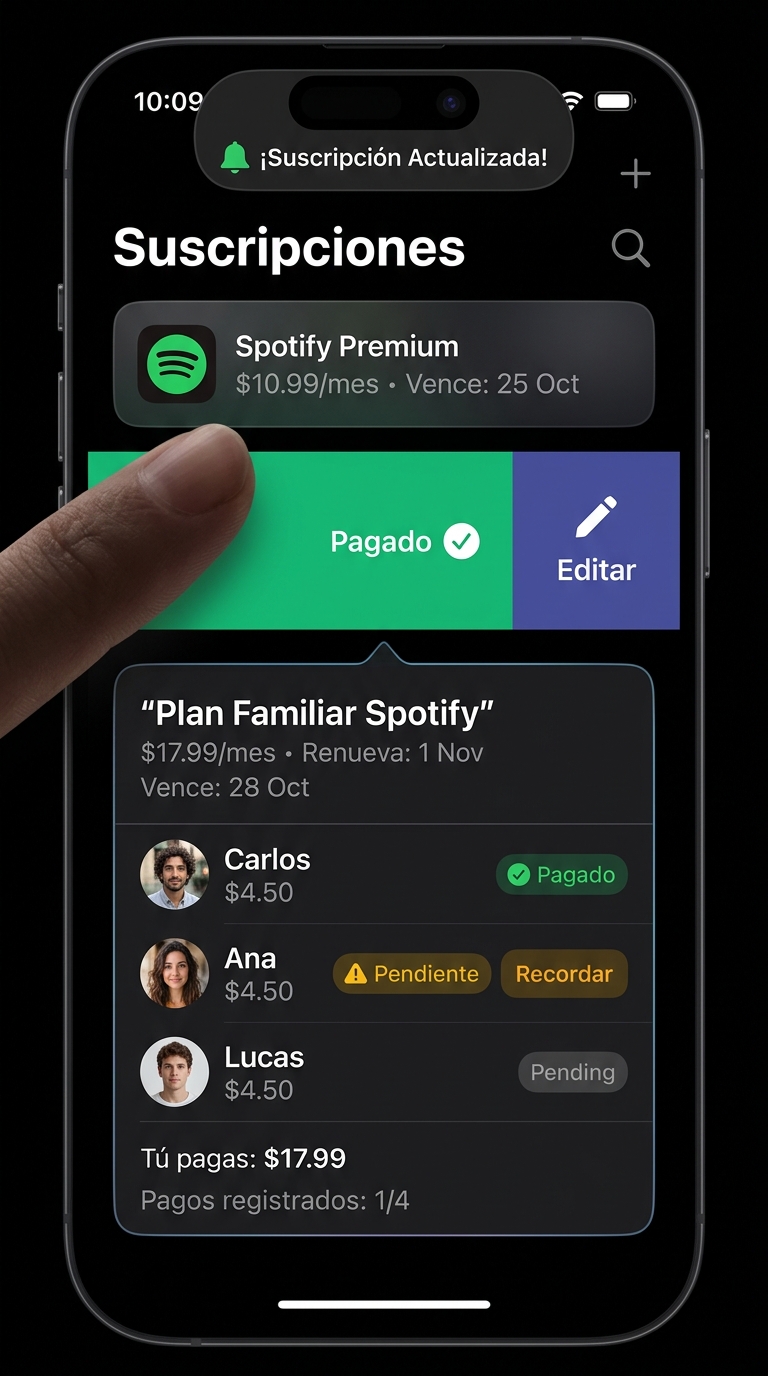 10:09
¡Suscripción Actualizada!
Suscripciones
Spotify Premium
$10.99/mes • Vence: 25 Oct
Pagado
Editar
“Plan Familiar Spotify”
$17.99/mes • Renueva: 1 Nov
Vence: 28 Oct
Carlos
$4.50
Pagado
Ana
$4.50
Pendiente
Recordar
Lucas
$4.50
Pending
Tú pagas: $17.99
Pagos registrados: 1/4